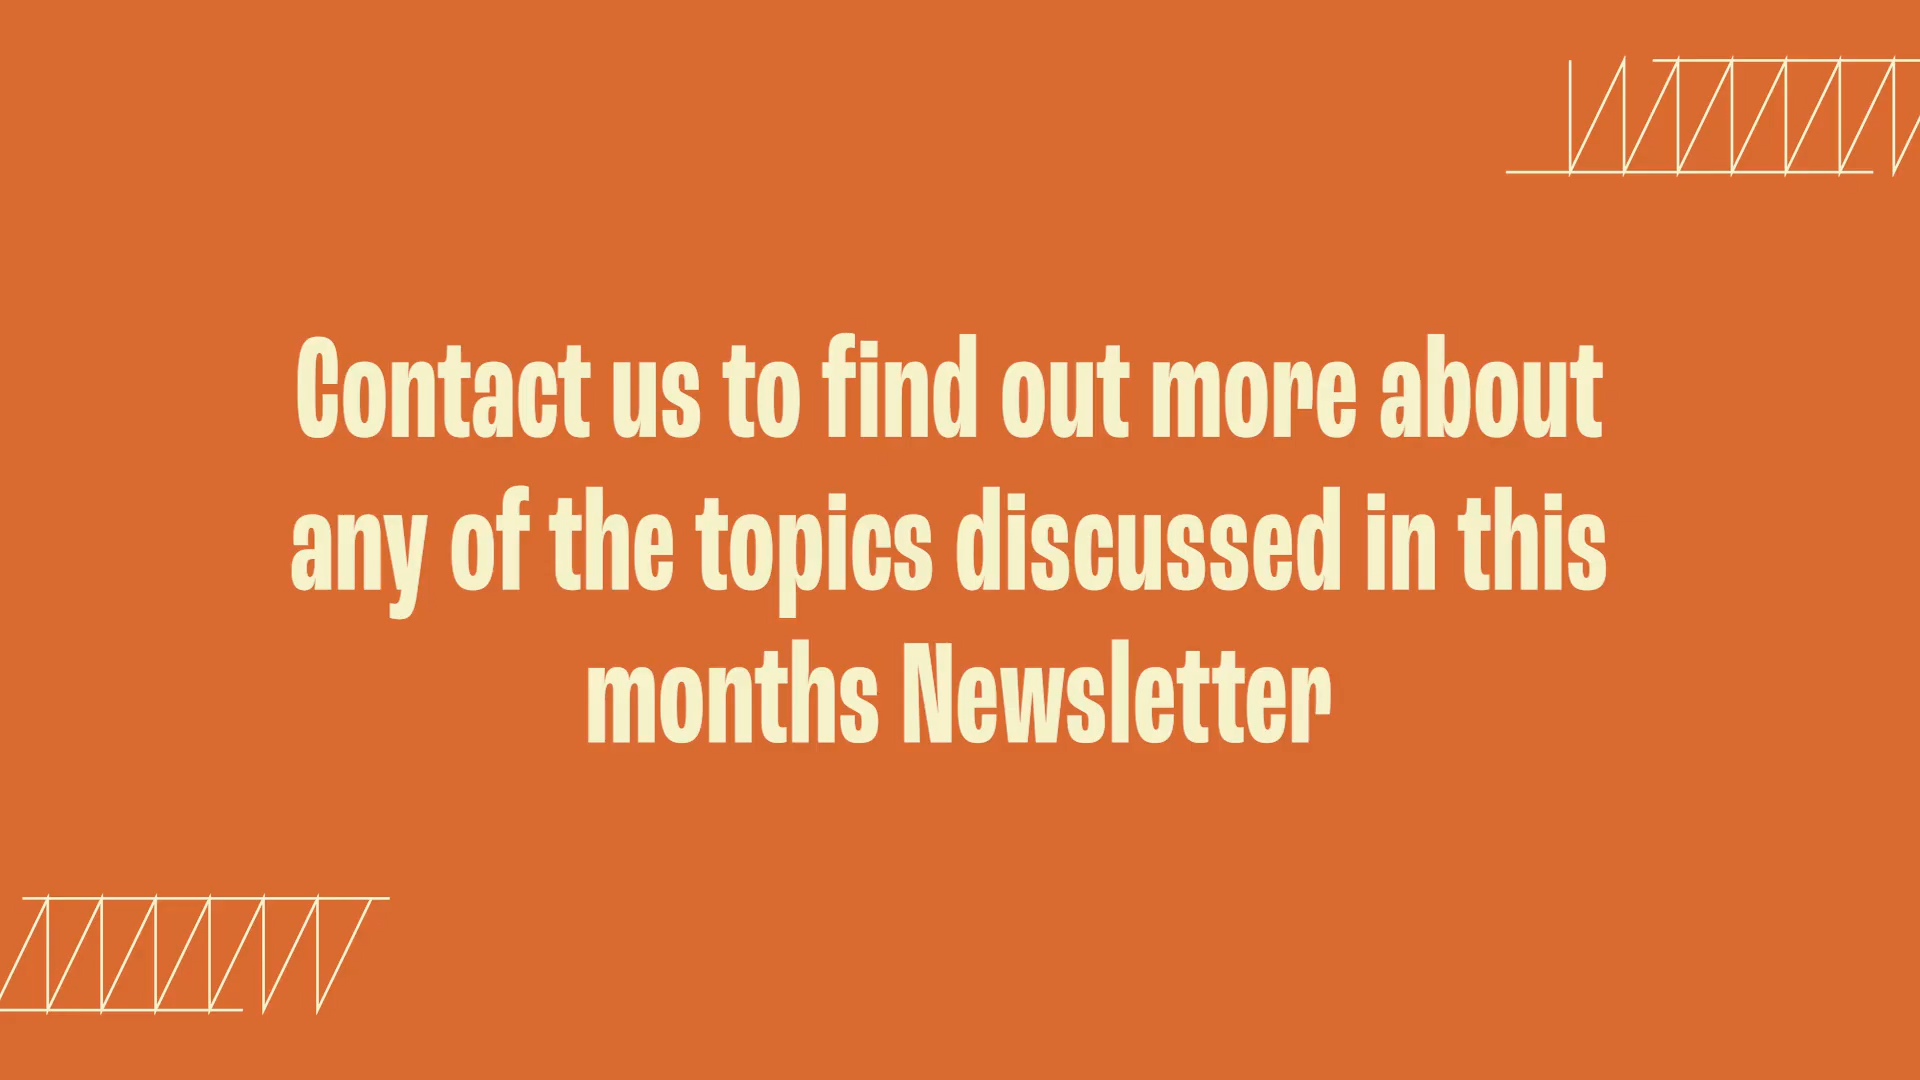 Contact us to find out more about
any of the topics discussed in this
months Newsletter